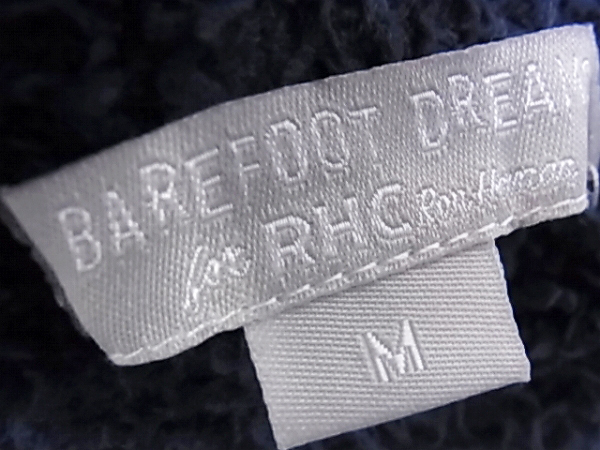 BAREFOOT DREAM
for RHC Ron Herman
M